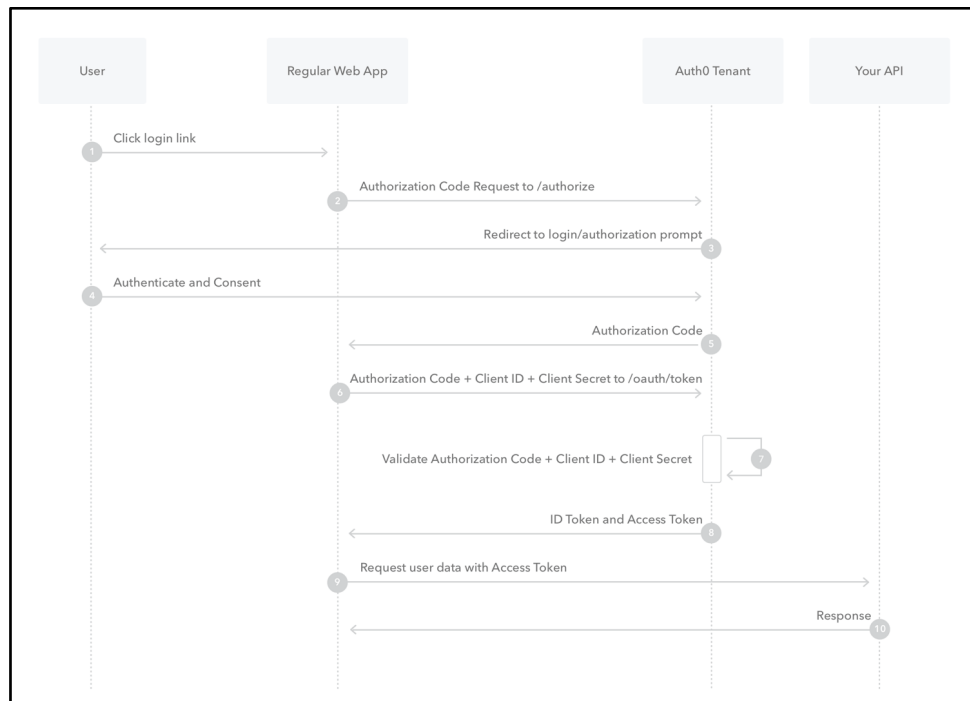 User
Regular Web App
Auth0 Tenant
Your API
Click login link
1
Authorization Code Request to /authorize
2
Redirect to login/authorization prompt
3
Authenticate and Consent
4
Authorization Code
5
Authorization Code + Client ID + Client Secret to /oauth/token
6
Validate Authorization Code + Client ID + Client Secret
7
ID Token and Access Token
8
Request user data with Access Token
9
Response
10